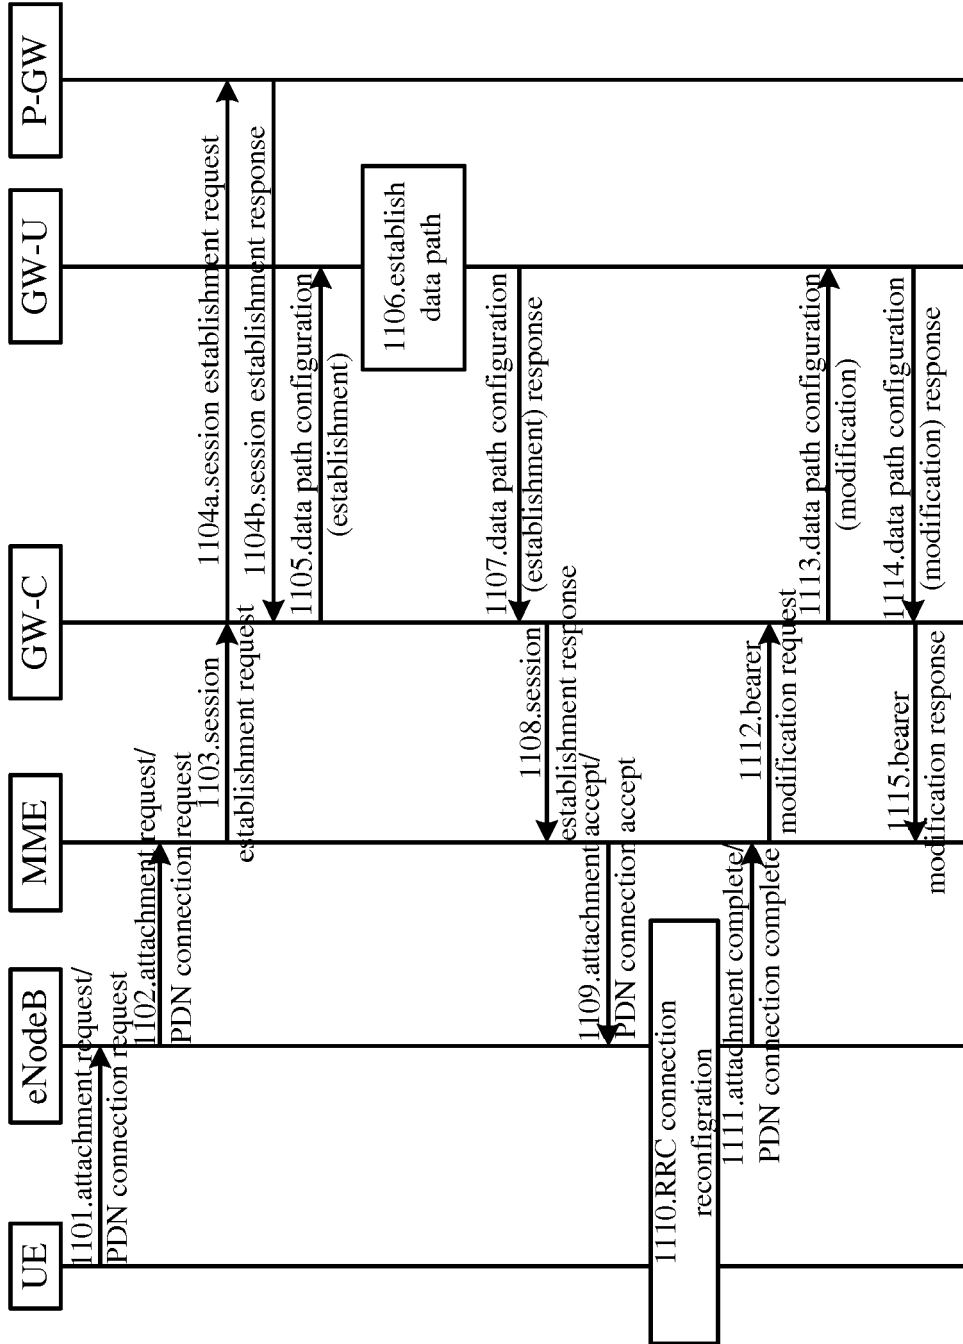 UE
eNodeB
MME
GW-C
GW-U
P-GW
1101.attachment request/
PDN connection request
1102.attachment request/
PDN connection request
1103.session
establishment request
1104a.session establishment request
1104b.session establishment response
1105.data path configuration
(establishment)
1106.establish
data path
1107.data path configuration
(establishment) response
1108.session
establishment response
1109.attachment accept/
PDN connection accept
1110.RRC connection
reconfigration
1111.attachment complete/
PDN connection complete
1112.bearer
modification request
1113.data path configuration
(modification)
1114.data path configuration
(modification) response
1115.bearer
modification response